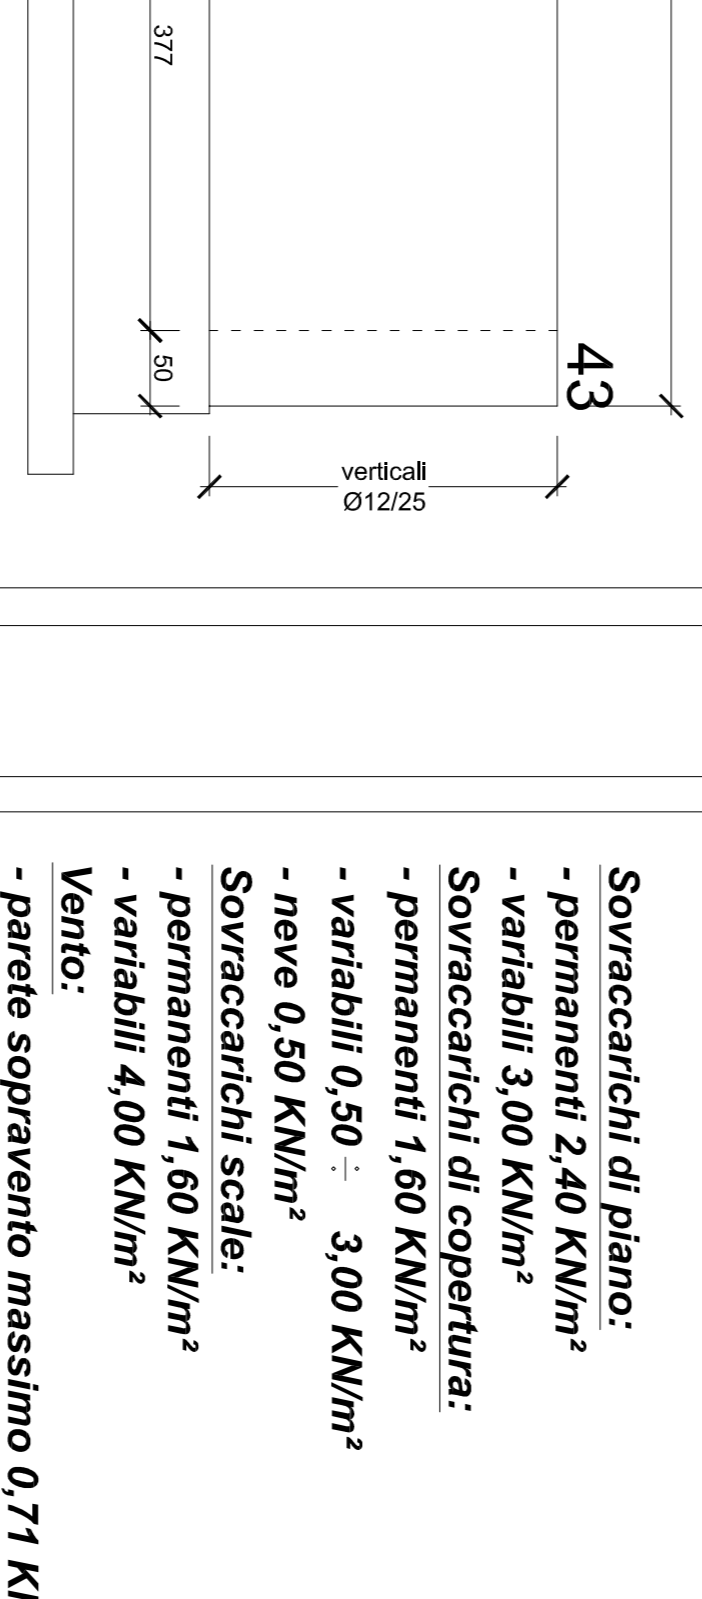 377
50
43
verticali
Ø12/25
Sovraccarichi di piano:
- permanenti 2,40 KN/m²
- variabili 3,00 KN/m²
Sovraccarichi di copertura:
- permanenti 1,60 KN/m²
- variabili 0,50 ÷ 3,00 KN/m²
- neve 0,50 KN/m²
Sovraccarichi scale:
- permanenti 1,60 KN/m²
- variabili 4,00 KN/m²
Vento:
- parete sopravento massimo 0,71